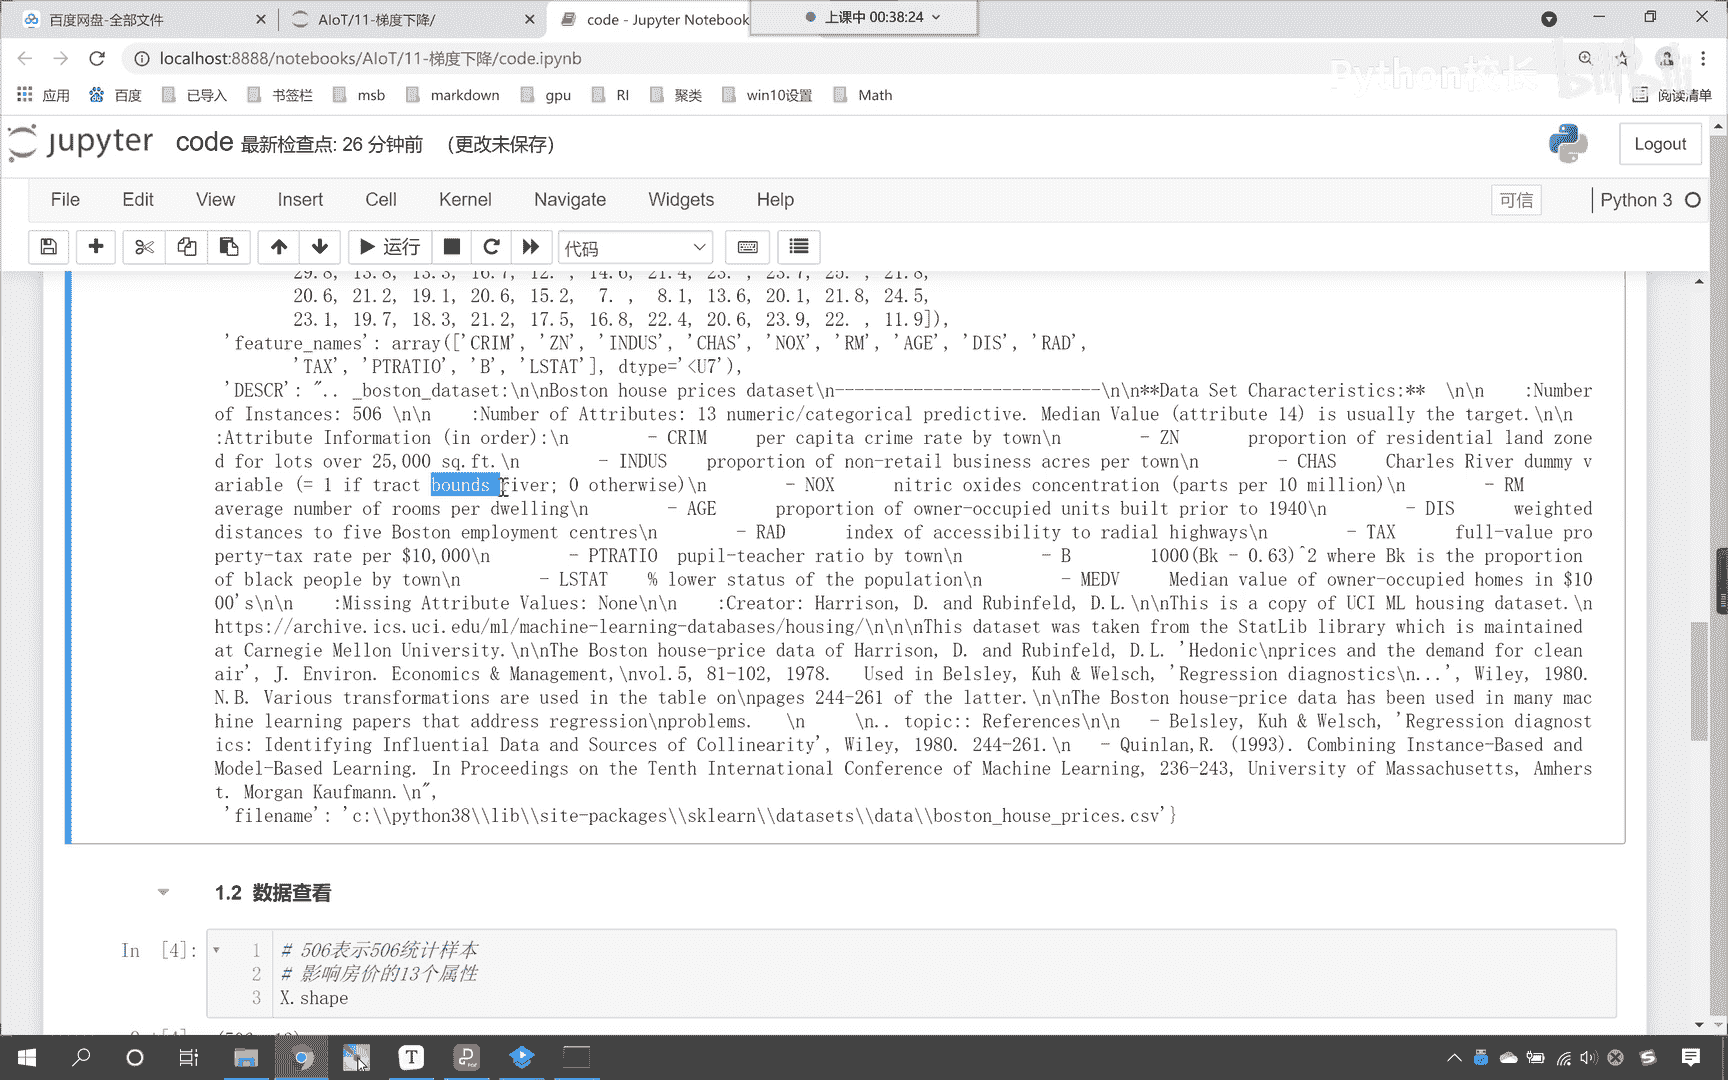 百度网盘-全部文件
AIoT/11-梯度下降/
code - Jupyter Notebook
上课中 00:38:24
localhost:8888/notebooks/AIoT/11-梯度下降/code.ipynb
Python校长
bilibili
应用 百度 已导入 书签栏 msb markdown gpu RI 聚类 win10设置 Math 阅读清单
jupyter code 最新检查点: 26 分钟前 (更改未保存) Logout
File Edit View Insert Cell Kernel Navigate Widgets Help 可信 Python 3
运行 代码
29.8, 13.8, 13.3, 16.7, 12. , 14.6, 21.4, 23. , 23.7, 25. , 21.8,
20.6, 21.2, 19.1, 20.6, 15.2, 7. , 8.1, 13.6, 20.1, 21.8, 24.5,
23.1, 19.7, 18.3, 21.2, 17.5, 16.8, 22.4, 20.6, 23.9, 22. , 11.9]),
'feature_names': array(['CRIM', 'ZN', 'INDUS', 'CHAS', 'NOX', 'RM', 'AGE', 'DIS', 'RAD',
'TAX', 'PTRATIO', 'B', 'LSTAT'], dtype='<U7'),
'DESCR': ".. _boston_dataset:\n\nBoston house prices dataset\n---------------------------\n\n**Data Set Characteristics:** \n\n :Number
of Instances: 506 \n\n :Number of Attributes: 13 numeric/categorical predictive. Median Value (attribute 14) is usually the target.\n\n
:Attribute Information (in order):\n - CRIM per capita crime rate by town\n - ZN proportion of residential land zone
d for lots over 25,000 sq.ft.\n - INDUS proportion of non-retail business acres per town\n - CHAS Charles River dummy v
ariable (= 1 if tract bounds river; 0 otherwise)\n - NOX nitric oxides concentration (parts per 10 million)\n - RM
average number of rooms per dwelling\n - AGE proportion of owner-occupied units built prior to 1940\n - DIS weighted
distances to five Boston employment centres\n - RAD index of accessibility to radial highways\n - TAX full-value pro
perty-tax rate per $10,000\n - PTRATIO pupil-teacher ratio by town\n - B 1000(Bk - 0.63)^2 where Bk is the proportion
of black people by town\n - LSTAT % lower status of the population\n - MEDV Median value of owner-occupied homes in $10
00's\n\n :Missing Attribute Values: None\n\n :Creator: Harrison, D. and Rubinfeld, D.L.\n\nThis is a copy of UCI ML housing dataset.\n
https://archive.ics.uci.edu/ml/machine-learning-databases/housing/\n\n\nThis dataset was taken from the StatLib library which is maintained
at Carnegie Mellon University.\n\nThe Boston house-price data of Harrison, D. and Rubinfeld, D.L. 'Hedonic\nprices and the demand for clean
air', J. Environ. Economics & Management,\nvol.5, 81-102, 1978. Used in Belsley, Kuh & Welsch, 'Regression diagnostics\n...', Wiley, 1980.
N.B. Various transformations are used in the table on\npages 244-261 of the latter.\n\nThe Boston house-price data has been used in many mac
hine learning papers that address regression\nproblems. \n \n.. topic:: References\n\n - Belsley, Kuh & Welsch, 'Regression diagnost
ics: Identifying Influential Data and Sources of Collinearity', Wiley, 1980. 244-261.\n - Quinlan,R. (1993). Combining Instance-Based and
Model-Based Learning. In Proceedings on the Tenth International Conference of Machine Learning, 236-243, University of Massachusetts, Amhers
t. Morgan Kaufmann.\n",
'filename': 'c:\\python38\\lib\\site-packages\\sklearn\\datasets\\data\\boston_house_prices.csv'}
1.2 数据查看
In [4]: 1 # 506表示506统计样本
2 # 影响房价的13个属性
3 X.shape